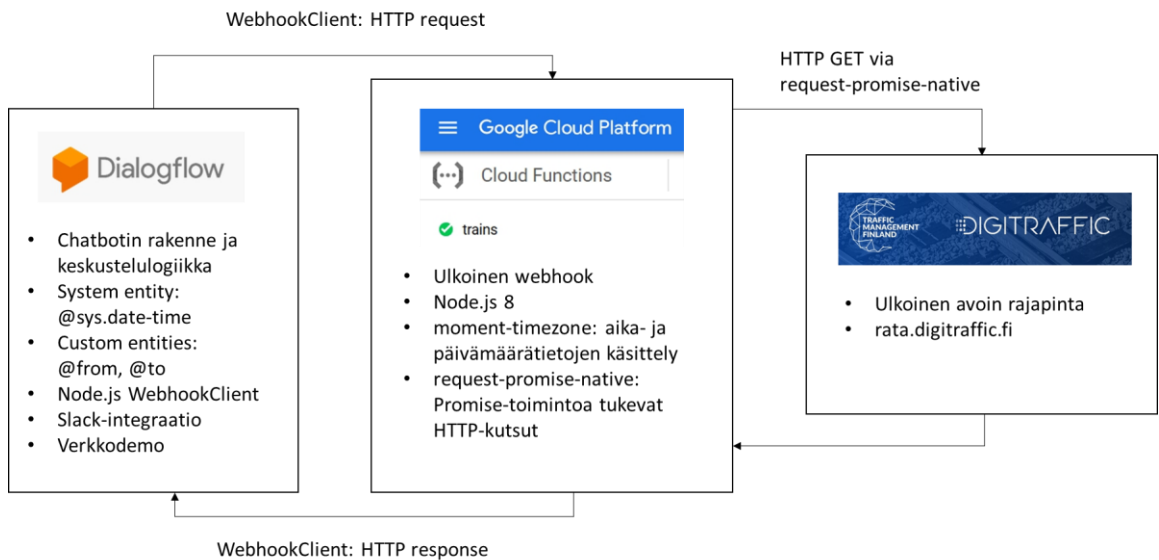 WebhookClient: HTTP request
HTTP GET via
request-promise-native
Dialogflow
• Chatbotin rakenne ja
keskustelulogiikka
• System entity:
@sys.date-time
• Custom entities:
@from, @to
• Node.js WebhookClient
• Slack-integraatio
• Verkkodemo
Google Cloud Platform
Cloud Functions
trains
• Ulkoinen webhook
• Node.js 8
• moment-timezone: aika- ja
päivämäärätietojen käsittely
• request-promise-native:
Promise-toimintoa tukevat
HTTP-kutsut
TRAFFIC
MANAGEMENT
FINLAND
DIGITRAFFIC
• Ulkoinen avoin rajapinta
• rata.digitraffic.fi
WebhookClient: HTTP response